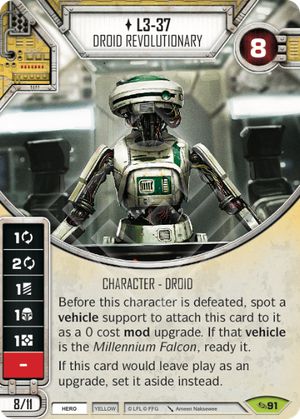 L3-37
DROID REVOLUTIONARY
8
1
2
1
1
1
-
8/11
CHARACTER - DROID
Before this character is defeated, spot a
vehicle support to attach this card to it
as a 0 cost mod upgrade. If that vehicle
is the Millennium Falcon, ready it.
If this card would leave play as an
upgrade, set it aside instead.
HERO
YELLOW
© LFL © FFG
Ameen Naksewee
91